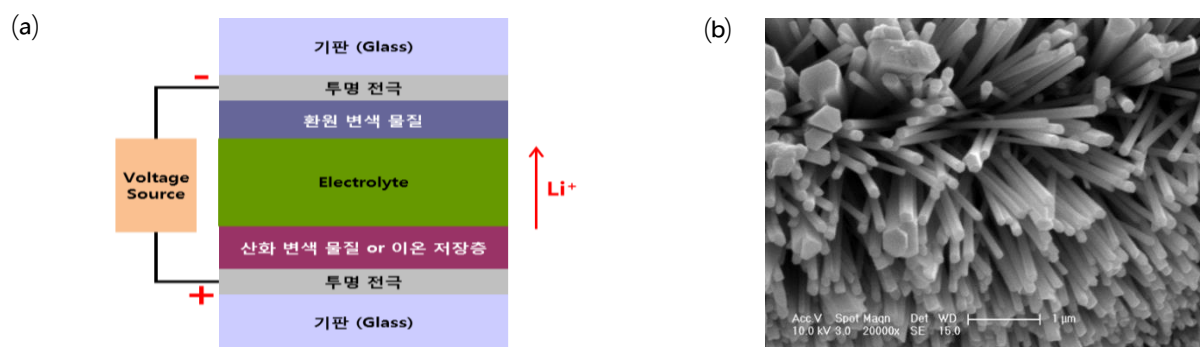 (a)
기판 (Glass)
−
투명 전극
환원 변색 물질
Voltage
Source
Electrolyte
Li⁺
산화 변색 물질 or 이온 저장층
+
투명 전극
기판 (Glass)
(b)
Acc.V Spot Magn Det WD
10.0 kV 3.0 20000x SE 15.0
1 µm